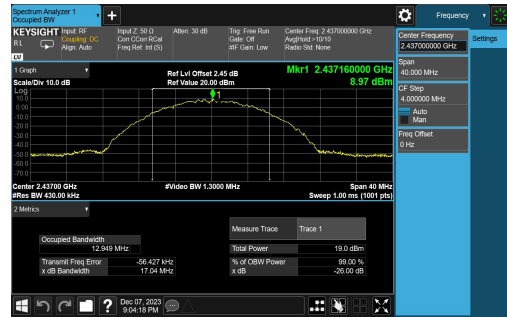 Spectrum Analyzer 1
Occupied BW
+
Frequency
KEYSIGHT
RL
Input: RF
Coupling: DC
Align: Auto
Input Z: 50 Ω
Corr CCorr RCal
Freq Ref: Int (S)
Atten: 30 dB
Trig: Free Run
Gate: Off
#IF Gain: Low
Center Freq: 2.437000000 GHz
Avg|Hold:>10/10
Radio Std: None
LV
Center Frequency
2.437000000 GHz
Settings
Span
40.000 MHz
CF Step
4.000000 MHz
Auto
Man
Freq Offset
0 Hz
1 Graph
Scale/Div 10.0 dB
Ref Lvl Offset 2.45 dB
Ref Value 20.00 dBm
Mkr1 2.437160000 GHz
8.97 dBm
Log
10.0
0.00
-10.0
-20.0
-30.0
-40.0
-50.0
-60.0
-70.0
1
Center 2.43700 GHz
#Res BW 430.00 kHz
#Video BW 1.3000 MHz
Span 40 MHz
Sweep 1.00 ms (1001 pts)
2 Metrics
Measure Trace
Trace 1
Occupied Bandwidth
12.949 MHz
Total Power
19.0 dBm
Transmit Freq Error
-56.427 kHz
% of OBW Power
99.00 %
x dB Bandwidth
17.04 MHz
x dB
-26.00 dB
?
Dec 07, 2023
9:04:18 PM